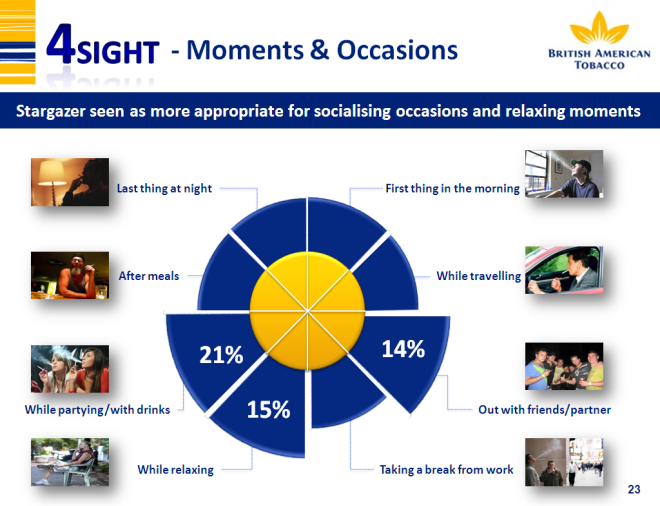 4SIGHT - Moments & Occasions
BRITISH AMERICAN
TOBACCO
Stargazer seen as more appropriate for socialising occasions and relaxing moments
Last thing at night
First thing in the morning
After meals
While travelling
21%
14%
15%
While partying/with drinks
Out with friends/partner
While relaxing
Taking a break from work
23